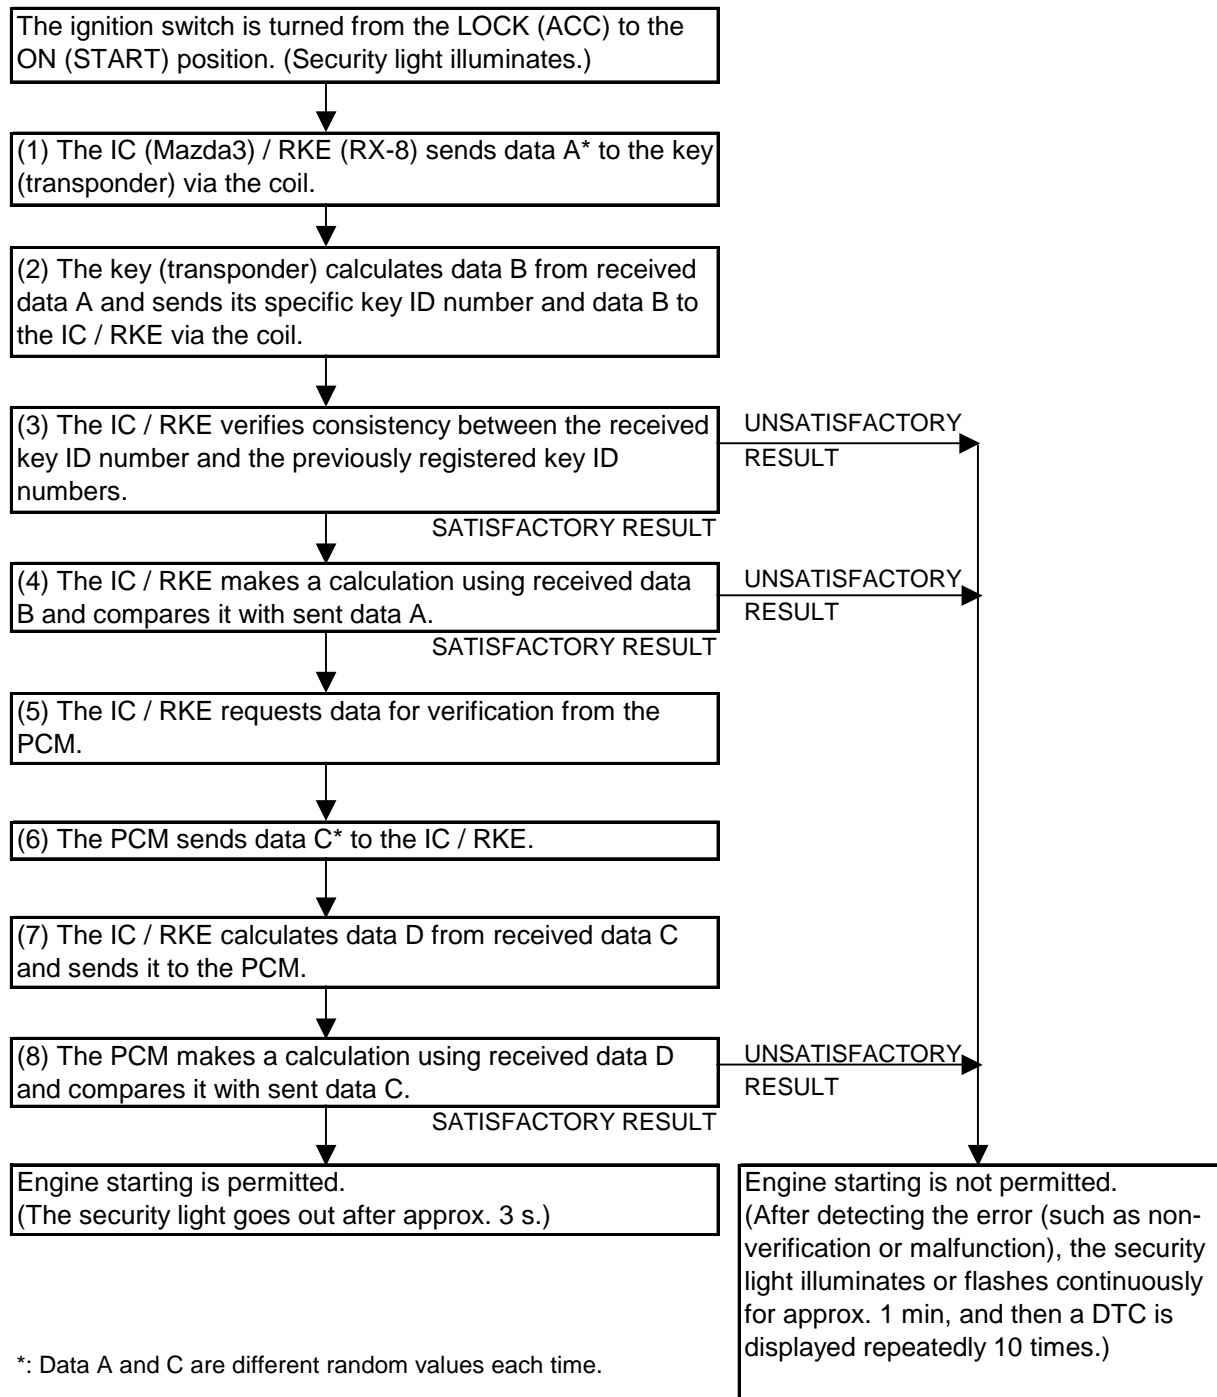 The ignition switch is turned from the LOCK (ACC) to the
ON (START) position. (Security light illuminates.)
(1) The IC (Mazda3) / RKE (RX-8) sends data A* to the key
(transponder) via the coil.
(2) The key (transponder) calculates data B from received
data A and sends its specific key ID number and data B to
the IC / RKE via the coil.
(3) The IC / RKE verifies consistency between the received
key ID number and the previously registered key ID
numbers.
UNSATISFACTORY
RESULT
SATISFACTORY RESULT
(4) The IC / RKE makes a calculation using received data
B and compares it with sent data A.
UNSATISFACTORY
RESULT
SATISFACTORY RESULT
(5) The IC / RKE requests data for verification from the
PCM.
(6) The PCM sends data C* to the IC / RKE.
(7) The IC / RKE calculates data D from received data C
and sends it to the PCM.
(8) The PCM makes a calculation using received data D
and compares it with sent data C.
UNSATISFACTORY
RESULT
SATISFACTORY RESULT
Engine starting is permitted.
(The security light goes out after approx. 3 s.)
Engine starting is not permitted.
(After detecting the error (such as non-
verification or malfunction), the security
light illuminates or flashes continuously
for approx. 1 min, and then a DTC is
displayed repeatedly 10 times.)
*: Data A and C are different random values each time.